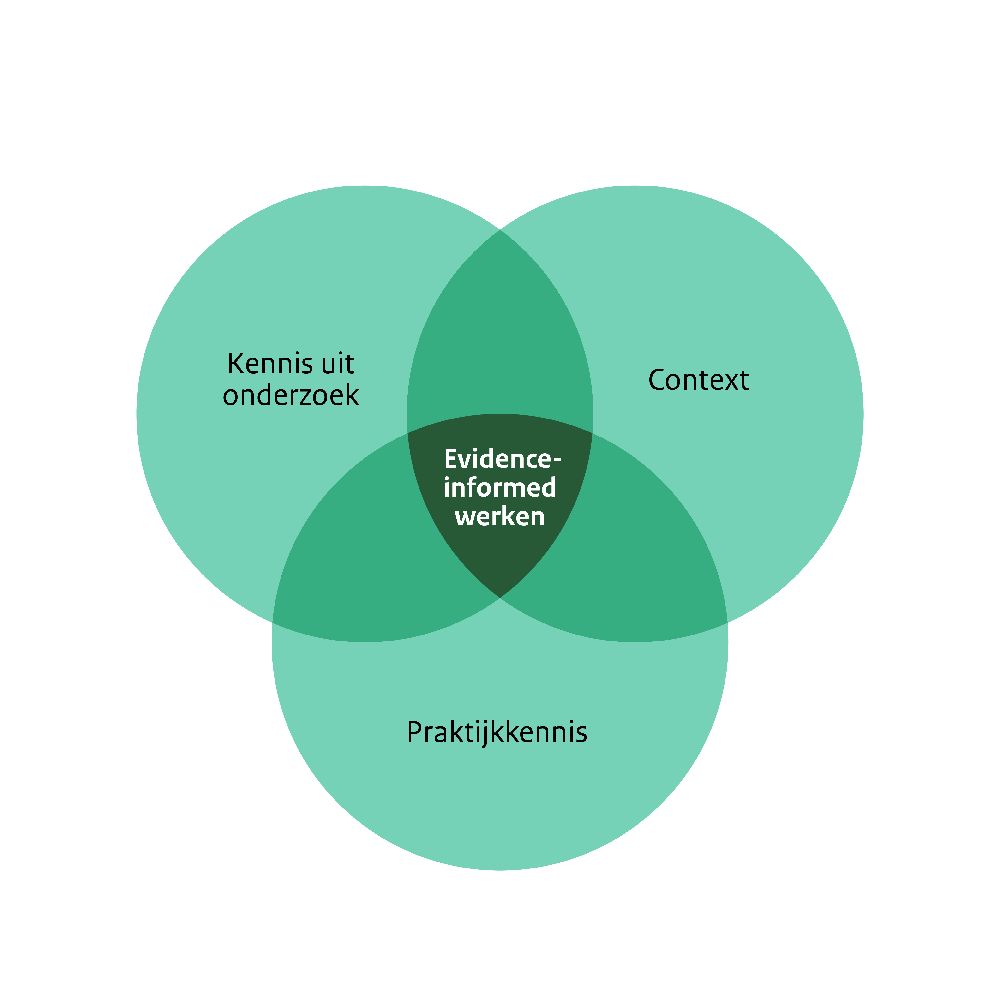 Kennis uit
onderzoek
Context
Evidence-
informed
werken
Praktijkkennis